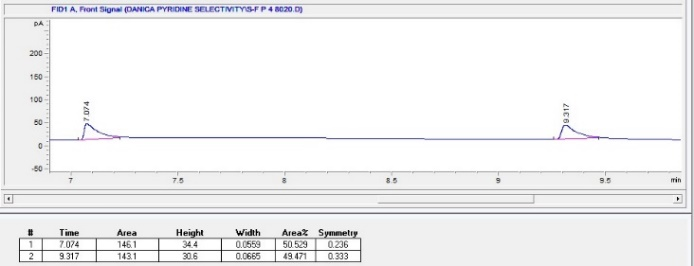 FID1 A, Front Signal (DANICA PYRIDINE SELECTIVITY\S-F P 4 8020.D)
pA
200
150
100
50
0
-50
7.074
9.317
7 7.5 8 8.5 9 9.5 min
# Time Area Height Width Area% Symmetry
1 7.074 146.1 34.4 0.0559 50.529 0.236
2 9.317 143.1 30.6 0.0665 49.471 0.333